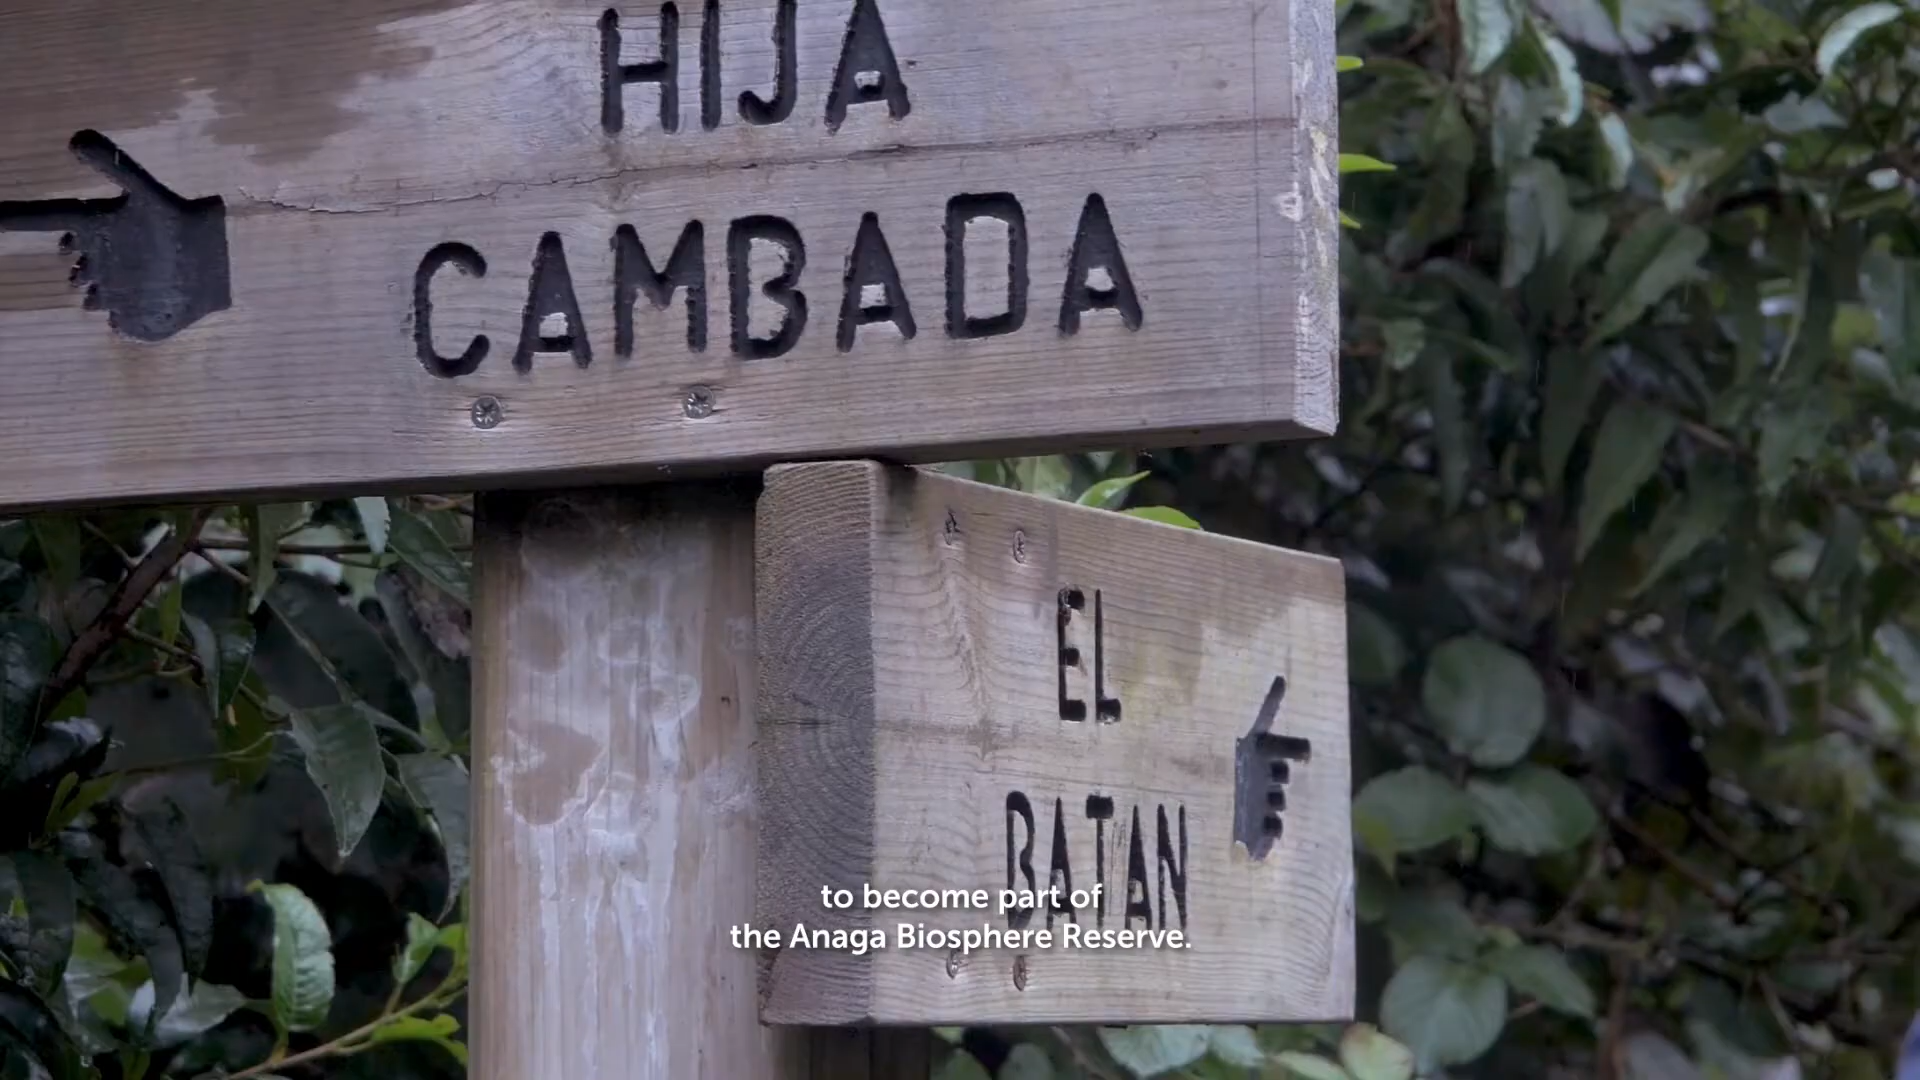 HIJA
CAMBADA
EL
BATAN
to become part of
the Anaga Biosphere Reserve.